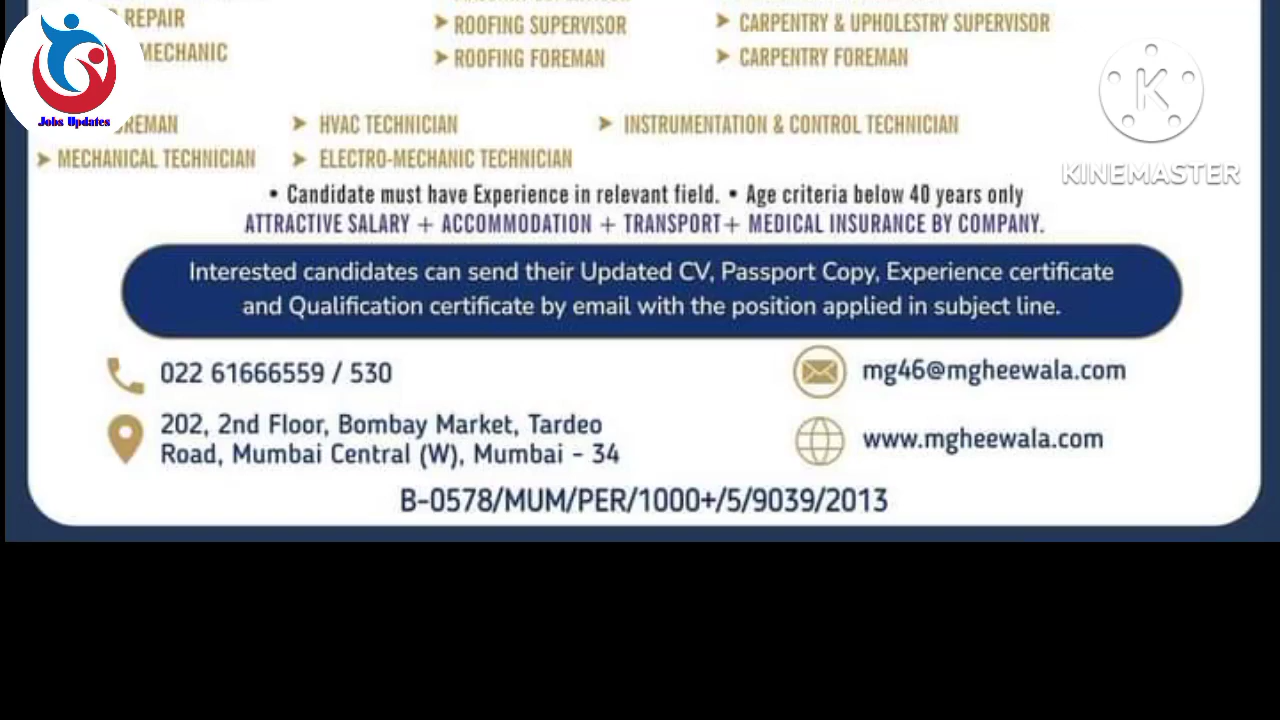 REPAIR
ROOFING SUPERVISOR
CARPENTRY & UPHOLESTRY SUPERVISOR
MECHANIC
ROOFING FOREMAN
CARPENTRY FOREMAN
Jobs Updates
K
KINEMASTER
➤ HVAC TECHNICIAN
➤ INSTRUMENTATION & CONTROL TECHNICIAN
➤ MECHANICAL TECHNICIAN
➤ ELECTRO-MECHANIC TECHNICIAN
• Candidate must have Experience in relevant field. • Age criteria below 40 years only
ATTRACTIVE SALARY + ACCOMMODATION + TRANSPORT+ MEDICAL INSURANCE BY COMPANY.
Interested candidates can send their Updated CV, Passport Copy, Experience certificate
and Qualification certificate by email with the position applied in subject line.
022 61666559 / 530
mg46@mgheewala.com
202, 2nd Floor, Bombay Market, Tardeo
Road, Mumbai Central (W), Mumbai - 34
www.mgheewala.com
B-0578/MUM/PER/1000+/5/9039/2013